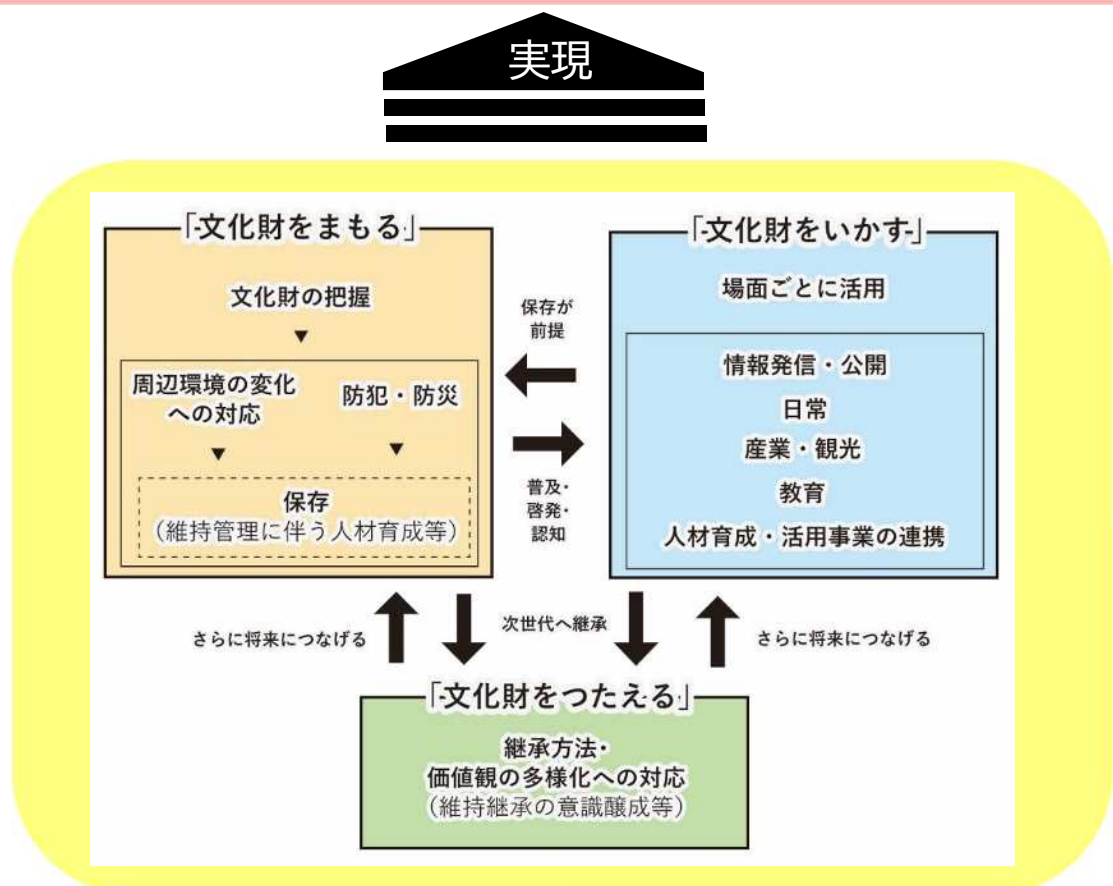 実現
「文化財をまもる」
文化財の把握
▼
周辺環境の変化
への対応
▼
防犯・防災
▼
保存
(維持管理に伴う人材育成等)
保存が
前提
普及・
啓発・
認知
「文化財をいかす」
場面ごとに活用
情報発信・公開
日常
産業・観光
教育
人材育成・活用事業の連携
さらに将来につなげる
次世代へ継承
さらに将来につなげる
「文化財をつたえる」
継承方法・
価値観の多様化への対応
(維持継承の意識醸成等)